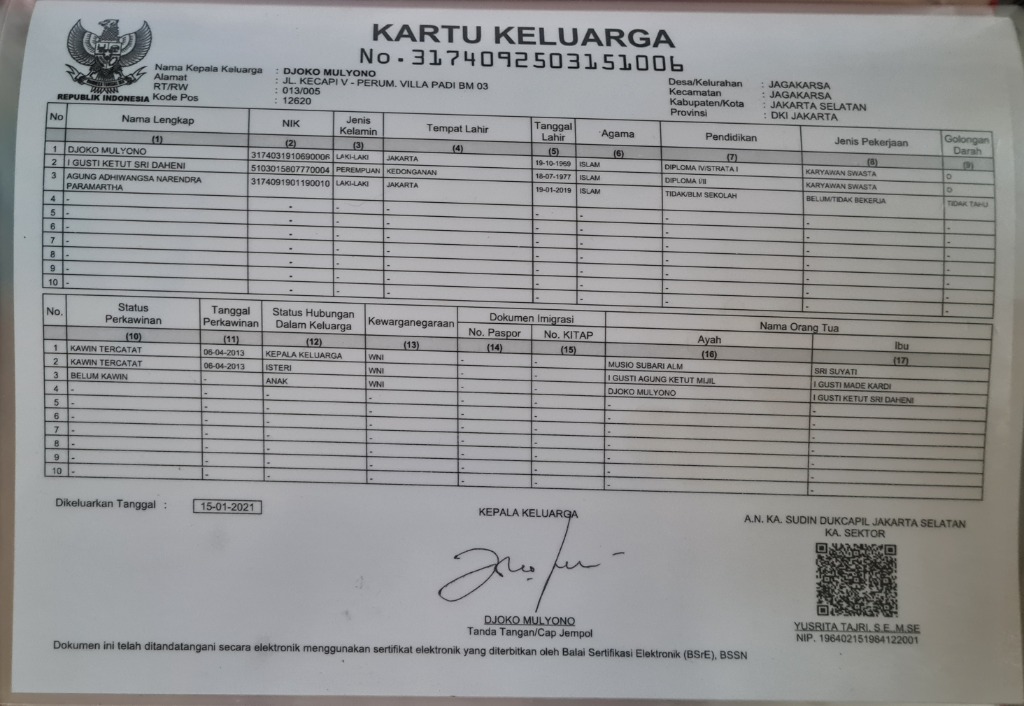 KARTU KELUARGA
No. 3174092503151006
REPUBLIK INDONESIA
Nama Kepala Keluarga : DJOKO MULYONO
Alamat : JL. KECAPI V - PERUM. VILLA PADI BM 03
RT/RW : 013/005
Kode Pos : 12620
Desa/Kelurahan : JAGAKARSA
Kecamatan : JAGAKARSA
Kabupaten/Kota : JAKARTA SELATAN
Provinsi : DKI JAKARTA
No Nama Lengkap NIK Jenis Kelamin Tempat Lahir Tanggal Lahir Agama Pendidikan Jenis Pekerjaan Golongan Darah
(1) (2) (3) (4) (5) (6) (7) (8) (9)
1 DJOKO MULYONO 3174031910690006 LAKI-LAKI JAKARTA 19-10-1969 ISLAM DIPLOMA IV/STRATA I KARYAWAN SWASTA O
2 I GUSTI KETUT SRI DAHENI 5103015807770004 PEREMPUAN KEDONGANAN 18-07-1977 ISLAM DIPLOMA I/II KARYAWAN SWASTA O
3 AGUNG ADHIWANGSA NARENDRA PARAMARTHA 3174091901190010 LAKI-LAKI JAKARTA 19-01-2019 ISLAM TIDAK/BLM SEKOLAH BELUM/TIDAK BEKERJA TIDAK TAHU
4 - - - - - - - -
5 - - - - - - - -
6 - - - - - - - -
7 - - - - - - - -
8 - - - - - - - -
9 - - - - - - - -
10 - - - - - - - -
No. Status Perkawinan Tanggal Perkawinan Status Hubungan Dalam Keluarga Kewarganegaraan Dokumen Imigrasi Nama Orang Tua
No. Paspor No. KITAP Ayah Ibu
(10) (11) (12) (13) (14) (15) (16) (17)
1 KAWIN TERCATAT 06-04-2013 KEPALA KELUARGA WNI - - MUSIO SUBARI ALM SRI SUYATI
2 KAWIN TERCATAT 06-04-2013 ISTERI WNI - - I GUSTI AGUNG KETUT MIJIL I GUSTI MADE KARDI
3 BELUM KAWIN - ANAK WNI - - DJOKO MULYONO I GUSTI KETUT SRI DAHENI
4 - - - - - - - -
5 - - - - - - - -
6 - - - - - - - -
7 - - - - - - - -
8 - - - - - - - -
9 - - - - - - - -
10 - - - - - - - -
Dikeluarkan Tanggal : 15-01-2021
KEPALA KELUARGA
DJOKO MULYONO
Tanda Tangan/Cap Jempol
A.N. KA. SUDIN DUKCAPIL JAKARTA SELATAN
KA. SEKTOR
YUSRITA TAJRI, S.E.,M.SE
NIP. 196402151984122001
Dokumen ini telah ditandatangani secara elektronik menggunakan sertifikat elektronik yang diterbitkan oleh Balai Sertifikasi Elektronik (BSrE), BSSN